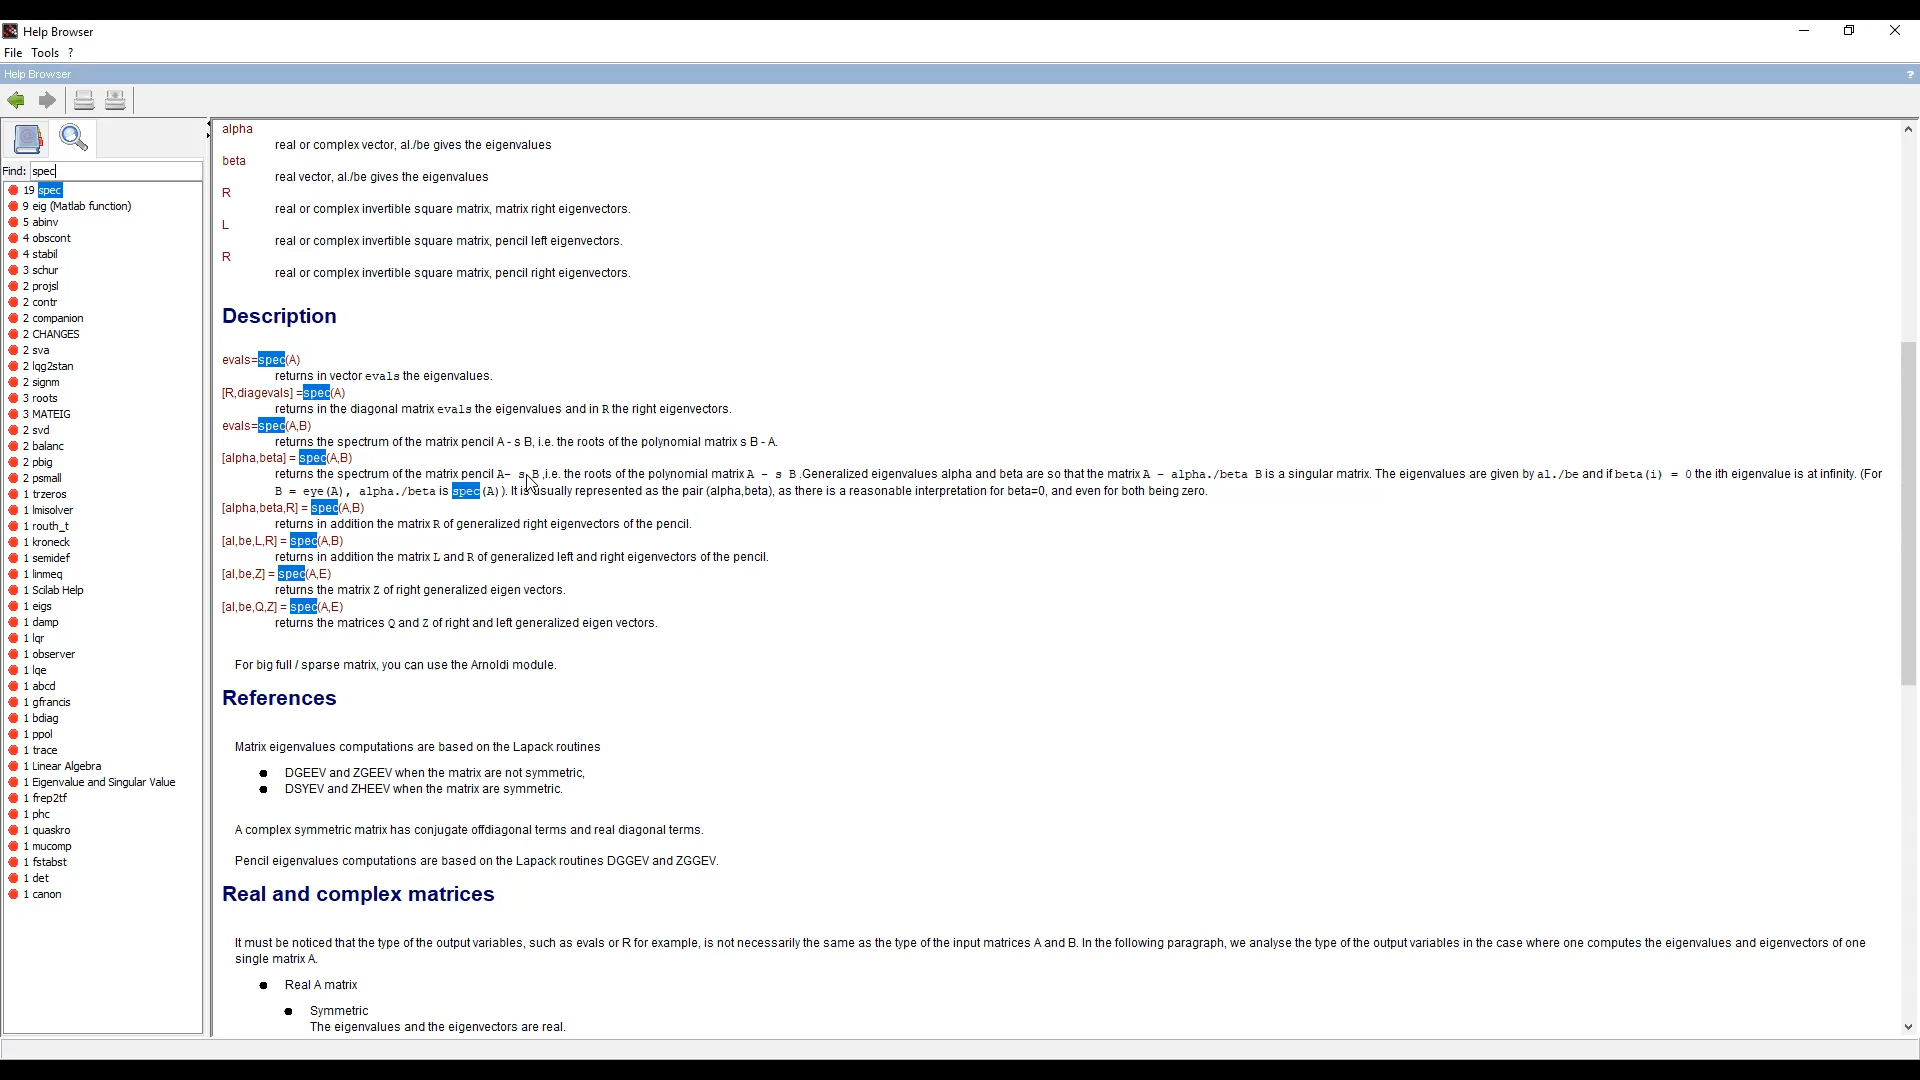 Help Browser
File Tools ?
Help Browser ?
Find: spec
19 spec
9 eig (Matlab function)
5 abinv
4 obscont
4 stabil
3 schur
2 projsl
2 contr
2 companion
2 CHANGES
2 sva
2 lqg2stan
2 signm
3 roots
3 MATEIG
2 svd
2 balanc
2 pbig
2 psmall
1 trzeros
1 lmisolver
1 routh_t
1 kroneck
1 semidef
1 linmeq
1 Scilab Help
1 eigs
1 damp
1 lqr
1 observer
1 lqe
1 abcd
1 gfrancis
1 bdiag
1 ppol
1 trace
1 Linear Algebra
1 Eigenvalue and Singular Value
1 frep2tf
1 phc
1 quaskro
1 mucomp
1 fstabst
1 det
1 canon
alpha
real or complex vector, al./be gives the eigenvalues
beta
real vector, al./be gives the eigenvalues
R
real or complex invertible square matrix, matrix right eigenvectors.
L
real or complex invertible square matrix, pencil left eigenvectors.
R
real or complex invertible square matrix, pencil right eigenvectors.
Description
evals=spec(A)
returns in vector evals the eigenvalues.
[R,diagevals] =spec(A)
returns in the diagonal matrix evals the eigenvalues and in R the right eigenvectors.
evals=spec(A,B)
returns the spectrum of the matrix pencil A - s B, i.e. the roots of the polynomial matrix s B - A.
[alpha,beta] = spec(A,B)
returns the spectrum of the matrix pencil A- s B ,i.e. the roots of the polynomial matrix A - s B .Generalized eigenvalues alpha and beta are so that the matrix A - alpha./beta B is a singular matrix. The eigenvalues are given by al./be and if beta(i) = 0 the ith eigenvalue is at infinity. (For
B = eye(A), alpha./beta is spec(A)). It is usually represented as the pair (alpha,beta), as there is a reasonable interpretation for beta=0, and even for both being zero.
[alpha,beta,R] = spec(A,B)
returns in addition the matrix R of generalized right eigenvectors of the pencil.
[al,be,L,R] = spec(A,B)
returns in addition the matrix L and R of generalized left and right eigenvectors of the pencil.
[al,be,Z] = spec(A,E)
returns the matrix Z of right generalized eigen vectors.
[al,be,Q,Z] = spec(A,E)
returns the matrices Q and Z of right and left generalized eigen vectors.
For big full / sparse matrix, you can use the Arnoldi module.
References
Matrix eigenvalues computations are based on the Lapack routines
DGEEV and ZGEEV when the matrix are not symmetric,
DSYEV and ZHEEV when the matrix are symmetric.
A complex symmetric matrix has conjugate offdiagonal terms and real diagonal terms.
Pencil eigenvalues computations are based on the Lapack routines DGGEV and ZGGEV.
Real and complex matrices
It must be noticed that the type of the output variables, such as evals or R for example, is not necessarily the same as the type of the input matrices A and B. In the following paragraph, we analyse the type of the output variables in the case where one computes the eigenvalues and eigenvectors of one
single matrix A.
Real A matrix
Symmetric
The eigenvalues and the eigenvectors are real.